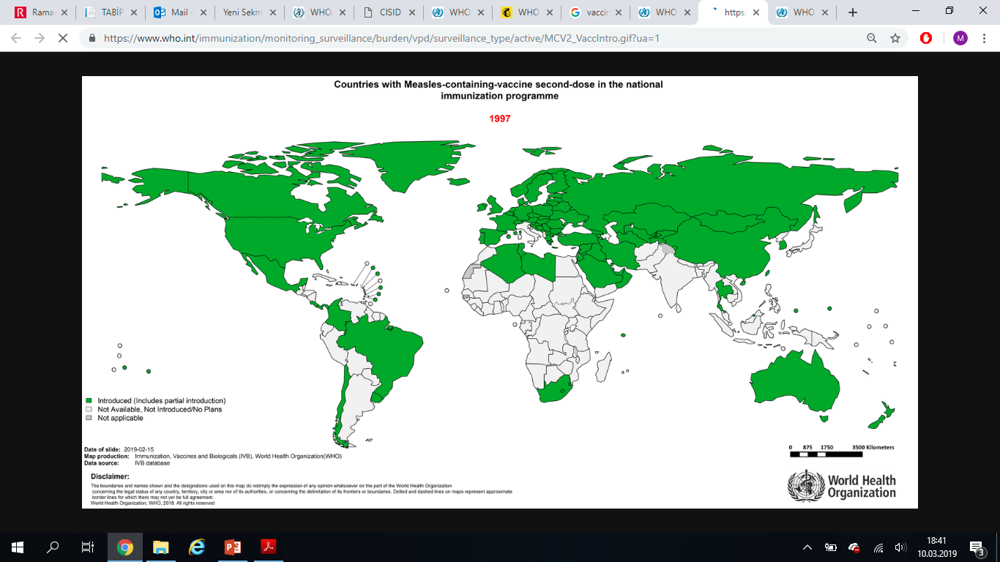 Rama
TABİP
Mail -
Yeni Sekm
WHO
CISID
WHO
WHO
vaccir
WHO
https:
WHO
https://www.who.int/immunization/monitoring_surveillance/burden/vpd/surveillance_type/active/MCV2_VaccIntro.gif?ua=1
M
Countries with Measles-containing-vaccine second-dose in the national
immunization programme
1997
Introduced (Includes partial introduction)
Not Available, Not Introduced/No Plans
Not applicable
Date of slide: 2019-02-15
Map production: Immunization, Vaccines and Biologicals (IVB), World Health Organization(WHO)
Data source: IVB database
Disclaimer:
The boundaries and names shown and the designations used on this map do notimply the expression of any opinion whatsoever on the part of the World Health Organization
concerning the legal status of any country, territory, city or area nor of its authorities, or concerning the delimitation of its frontiers or boundaries. Dotted and dashed lines on maps represent approximate
border lines for which there may not yet be full agreement.
World Health Organization, WHO, 2018. All rights reserved
0 875 1750 3500 Kilometers
World Health
Organization
18:41
10.03.2019
3